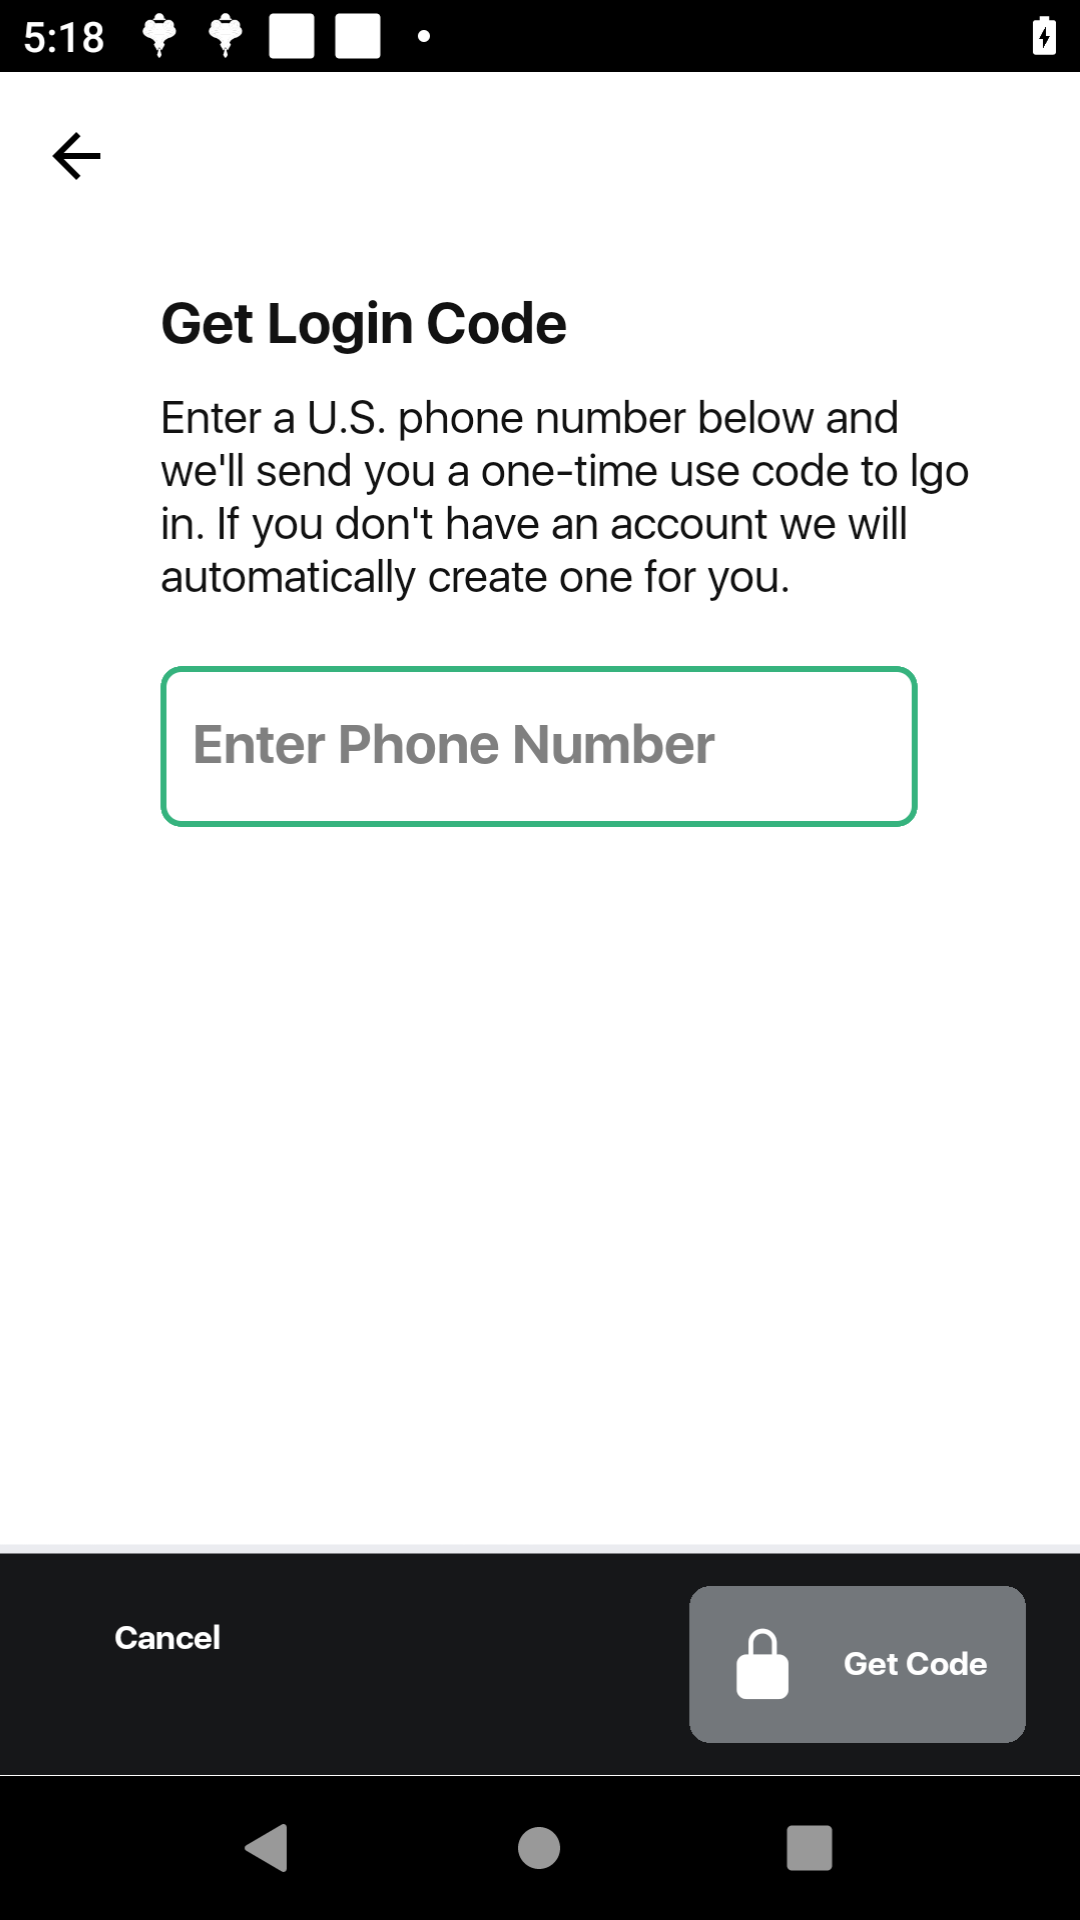 5:18
Get Login Code
Enter a U.S. phone number below and
we'll send you a one-time use code to lgo
in. If you don't have an account we will
automatically create one for you.
Enter Phone Number
Cancel
Get Code